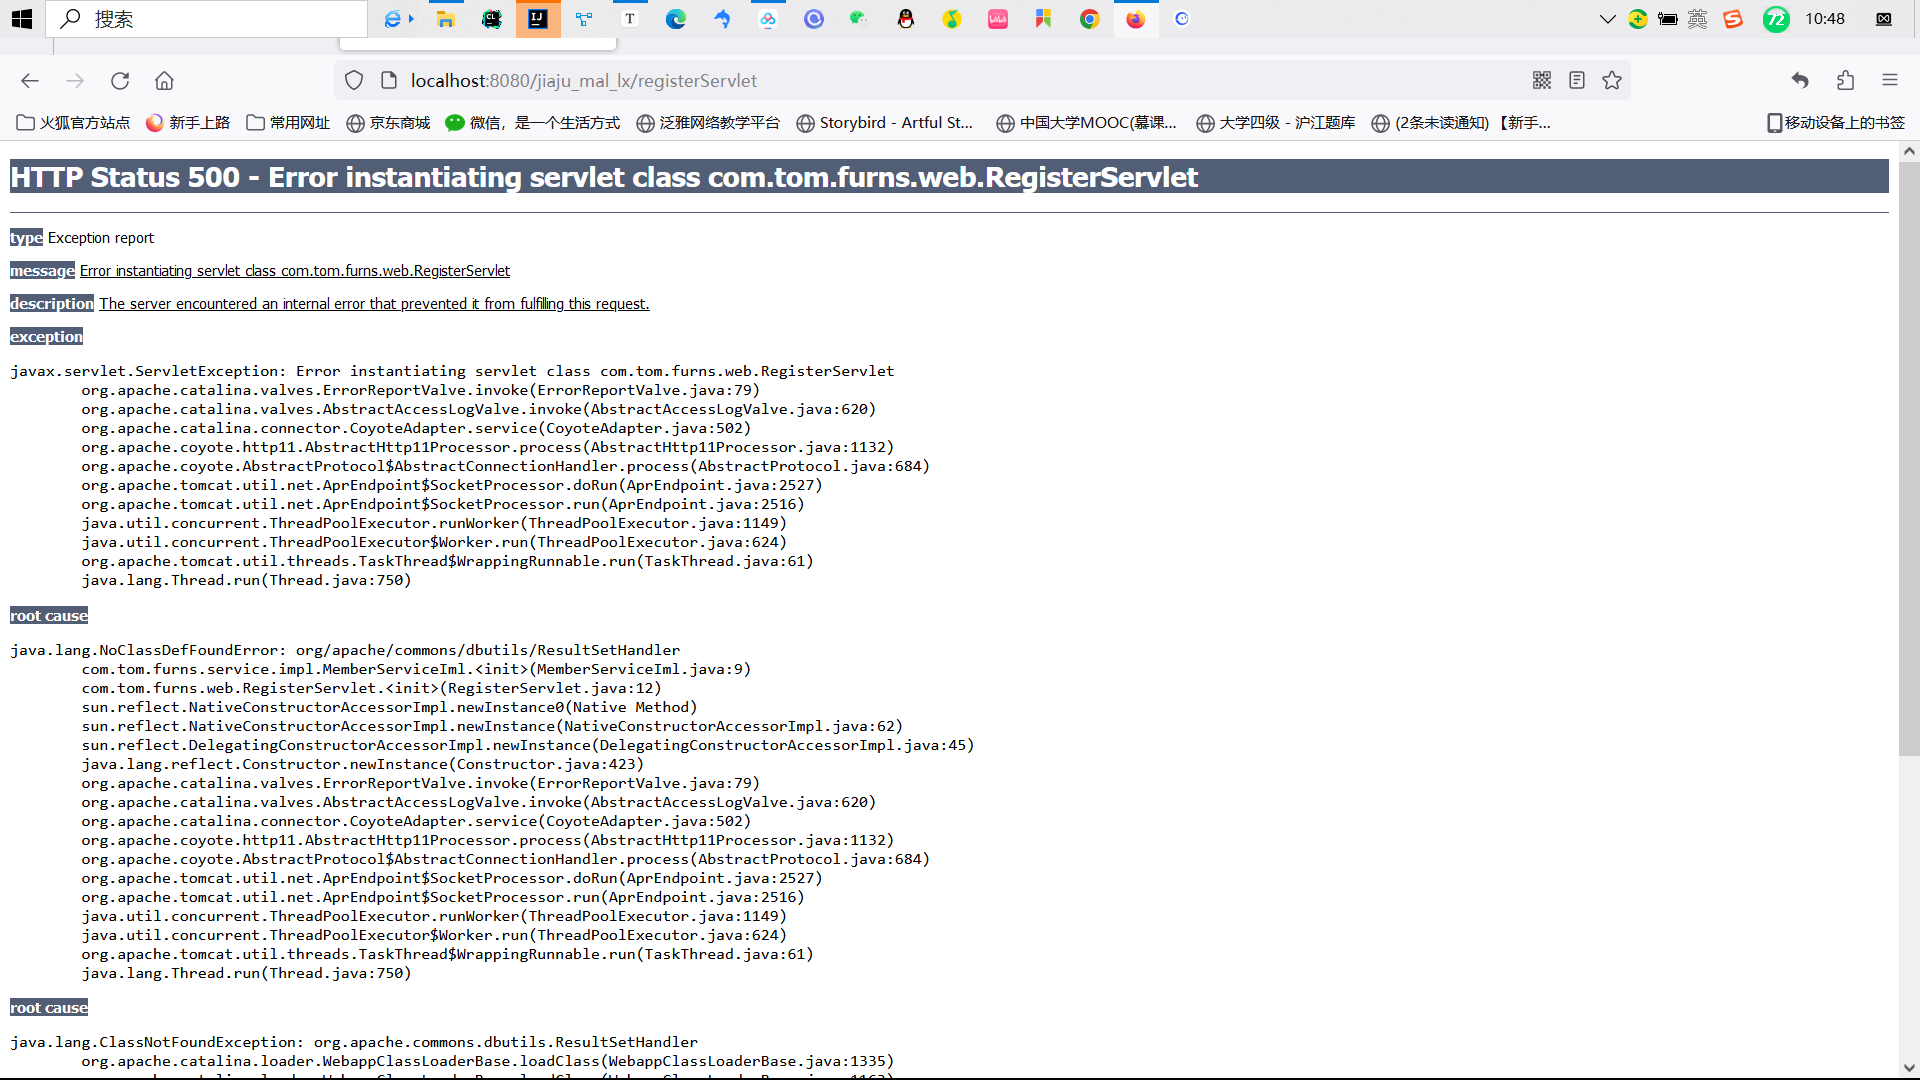 搜索
英
72
10:48
localhost:8080/jiaju_mal_lx/registerServlet
火狐官方站点 新手上路 常用网址 京东商城 微信，是一个生活方式 泛雅网络教学平台 Storybird - Artful St... 中国大学MOOC(慕课... 大学四级 - 沪江题库 (2条未读通知) 【新手... 移动设备上的书签
HTTP Status 500 - Error instantiating servlet class com.tom.furns.web.RegisterServlet
type Exception report
message Error instantiating servlet class com.tom.furns.web.RegisterServlet
description The server encountered an internal error that prevented it from fulfilling this request.
exception
javax.servlet.ServletException: Error instantiating servlet class com.tom.furns.web.RegisterServlet
org.apache.catalina.valves.ErrorReportValve.invoke(ErrorReportValve.java:79)
org.apache.catalina.valves.AbstractAccessLogValve.invoke(AbstractAccessLogValve.java:620)
org.apache.catalina.connector.CoyoteAdapter.service(CoyoteAdapter.java:502)
org.apache.coyote.http11.AbstractHttp11Processor.process(AbstractHttp11Processor.java:1132)
org.apache.coyote.AbstractProtocol$AbstractConnectionHandler.process(AbstractProtocol.java:684)
org.apache.tomcat.util.net.AprEndpoint$SocketProcessor.doRun(AprEndpoint.java:2527)
org.apache.tomcat.util.net.AprEndpoint$SocketProcessor.run(AprEndpoint.java:2516)
java.util.concurrent.ThreadPoolExecutor.runWorker(ThreadPoolExecutor.java:1149)
java.util.concurrent.ThreadPoolExecutor$Worker.run(ThreadPoolExecutor.java:624)
org.apache.tomcat.util.threads.TaskThread$WrappingRunnable.run(TaskThread.java:61)
java.lang.Thread.run(Thread.java:750)
root cause
java.lang.NoClassDefFoundError: org/apache/commons/dbutils/ResultSetHandler
com.tom.furns.service.impl.MemberServiceIml.<init>(MemberServiceIml.java:9)
com.tom.furns.web.RegisterServlet.<init>(RegisterServlet.java:12)
sun.reflect.NativeConstructorAccessorImpl.newInstance0(Native Method)
sun.reflect.NativeConstructorAccessorImpl.newInstance(NativeConstructorAccessorImpl.java:62)
sun.reflect.DelegatingConstructorAccessorImpl.newInstance(DelegatingConstructorAccessorImpl.java:45)
java.lang.reflect.Constructor.newInstance(Constructor.java:423)
org.apache.catalina.valves.ErrorReportValve.invoke(ErrorReportValve.java:79)
org.apache.catalina.valves.AbstractAccessLogValve.invoke(AbstractAccessLogValve.java:620)
org.apache.catalina.connector.CoyoteAdapter.service(CoyoteAdapter.java:502)
org.apache.coyote.http11.AbstractHttp11Processor.process(AbstractHttp11Processor.java:1132)
org.apache.coyote.AbstractProtocol$AbstractConnectionHandler.process(AbstractProtocol.java:684)
org.apache.tomcat.util.net.AprEndpoint$SocketProcessor.doRun(AprEndpoint.java:2527)
org.apache.tomcat.util.net.AprEndpoint$SocketProcessor.run(AprEndpoint.java:2516)
java.util.concurrent.ThreadPoolExecutor.runWorker(ThreadPoolExecutor.java:1149)
java.util.concurrent.ThreadPoolExecutor$Worker.run(ThreadPoolExecutor.java:624)
org.apache.tomcat.util.threads.TaskThread$WrappingRunnable.run(TaskThread.java:61)
java.lang.Thread.run(Thread.java:750)
root cause
java.lang.ClassNotFoundException: org.apache.commons.dbutils.ResultSetHandler
org.apache.catalina.loader.WebappClassLoaderBase.loadClass(WebappClassLoaderBase.java:1335)